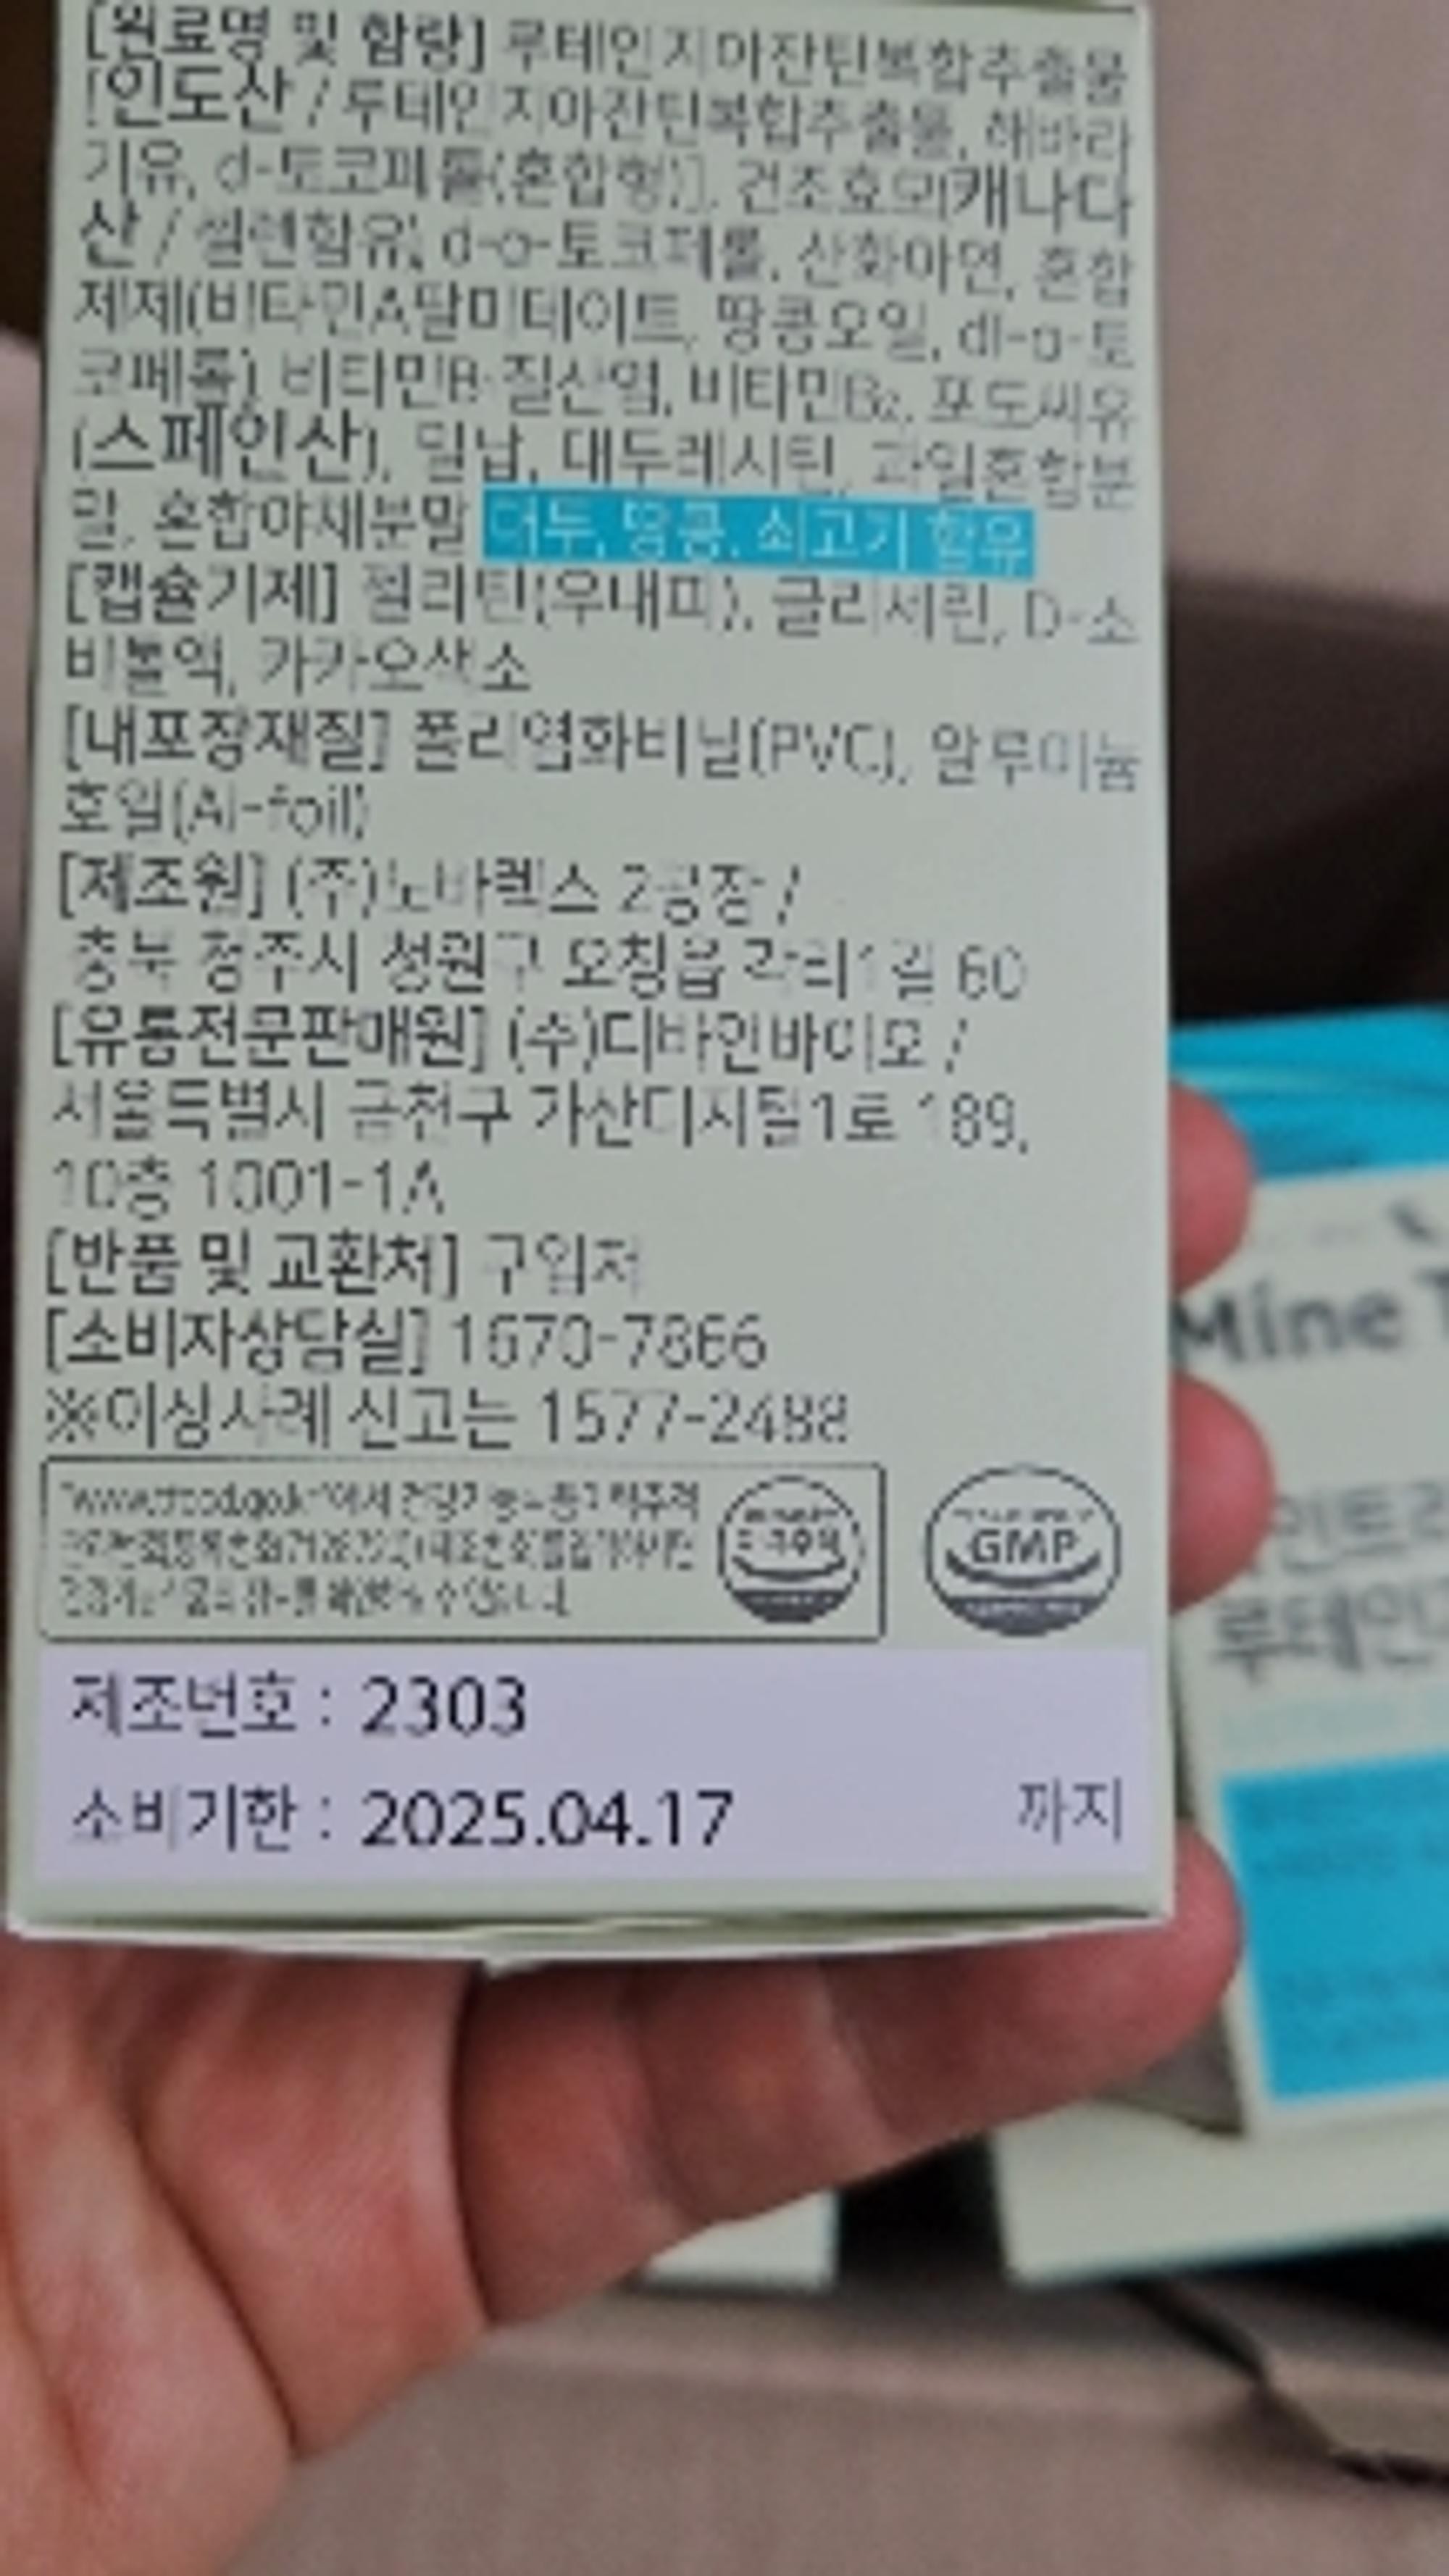 [원료명 및 함량] 루테인지아잔틴복합추출물
[인도산 / 루테인지아잔틴복합추출물, 해바라
기유, d-토코페롤(혼합형)], 건조효모(캐나다
산 / 셀렌함유), d-α-토코페롤, 산화아연, 혼합
제제(비타민A팔미테이트, 땅콩오일, dl-α-토
코페롤), 비타민B 질산염, 비타민B₂, 포도씨유
(스페인산), 밀납, 대두레시틴, 과일혼합분
말, 혼합야채분말 대두, 땅콩, 쇠고기 함유
[캡슐기제] 젤라틴(우내피), 글리세린, D-소
비톨액, 카카오색소
[내포장재질] 폴리염화비닐(PVC), 알루미늄
호일(Al-foil)
[제조원] (주)노바렉스 2공장 /
충북 청주시 청원구 오창읍 각리1길 60
[유통전문판매원] (주)디바인바이오 /
서울특별시 금천구 가산디지털1로 189,
10층 1001-1A
[반품 및 교환처] 구입처
[소비자상담실] 1670-7866
※이상사례 신고는 1577-2488
GMP
제조번호 : 2303
소비기한 : 2025.04.17 까지
Mine
인트리
루테인